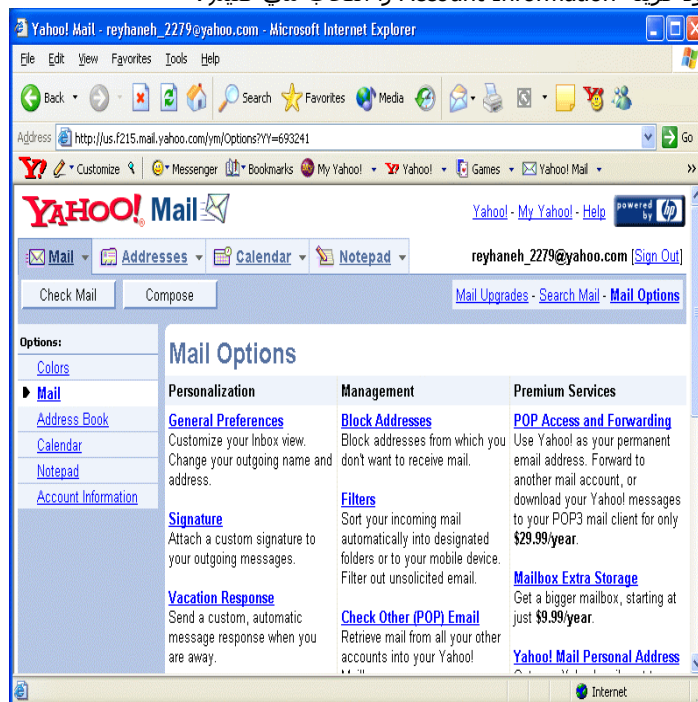 Account Information
Yahoo! Mail - reyhaneh_2279@yahoo.com - Microsoft Internet Explorer
File Edit View Favorites Tools Help
Back Search Favorites Media
Address http://us.f215.mail.yahoo.com/ym/Options?YY=693241 Go
Y! Customize Messenger Bookmarks My Yahoo! Yahoo! Games Yahoo! Mail »
YAHOO! Mail Yahoo! - My Yahoo! - Help powered by hp
Mail Addresses Calendar Notepad reyhaneh_2279@yahoo.com [Sign Out]
Check Mail Compose Mail Upgrades - Search Mail - Mail Options
Options:
Colors
Mail
Address Book
Calendar
Notepad
Account Information
Mail Options
Personalization
General Preferences
Customize your Inbox view.
Change your outgoing name and
address.
Signature
Attach a custom signature to
your outgoing messages.
Vacation Response
Send a custom, automatic
message response when you
are away.
Management
Block Addresses
Block addresses from which you
don't want to receive mail.
Filters
Sort your incoming mail
automatically into designated
folders or to your mobile device.
Filter out unsolicited email.
Check Other (POP) Email
Retrieve mail from all your other
accounts into your Yahoo!
Premium Services
POP Access and Forwarding
Use Yahoo! as your permanent
email address. Forward to
another mail account, or
download your Yahoo! messages
to your POP3 mail client for only
$29.99/year.
Mailbox Extra Storage
Get a bigger mailbox, starting at
just $9.99/year.
Yahoo! Mail Personal Address
Internet